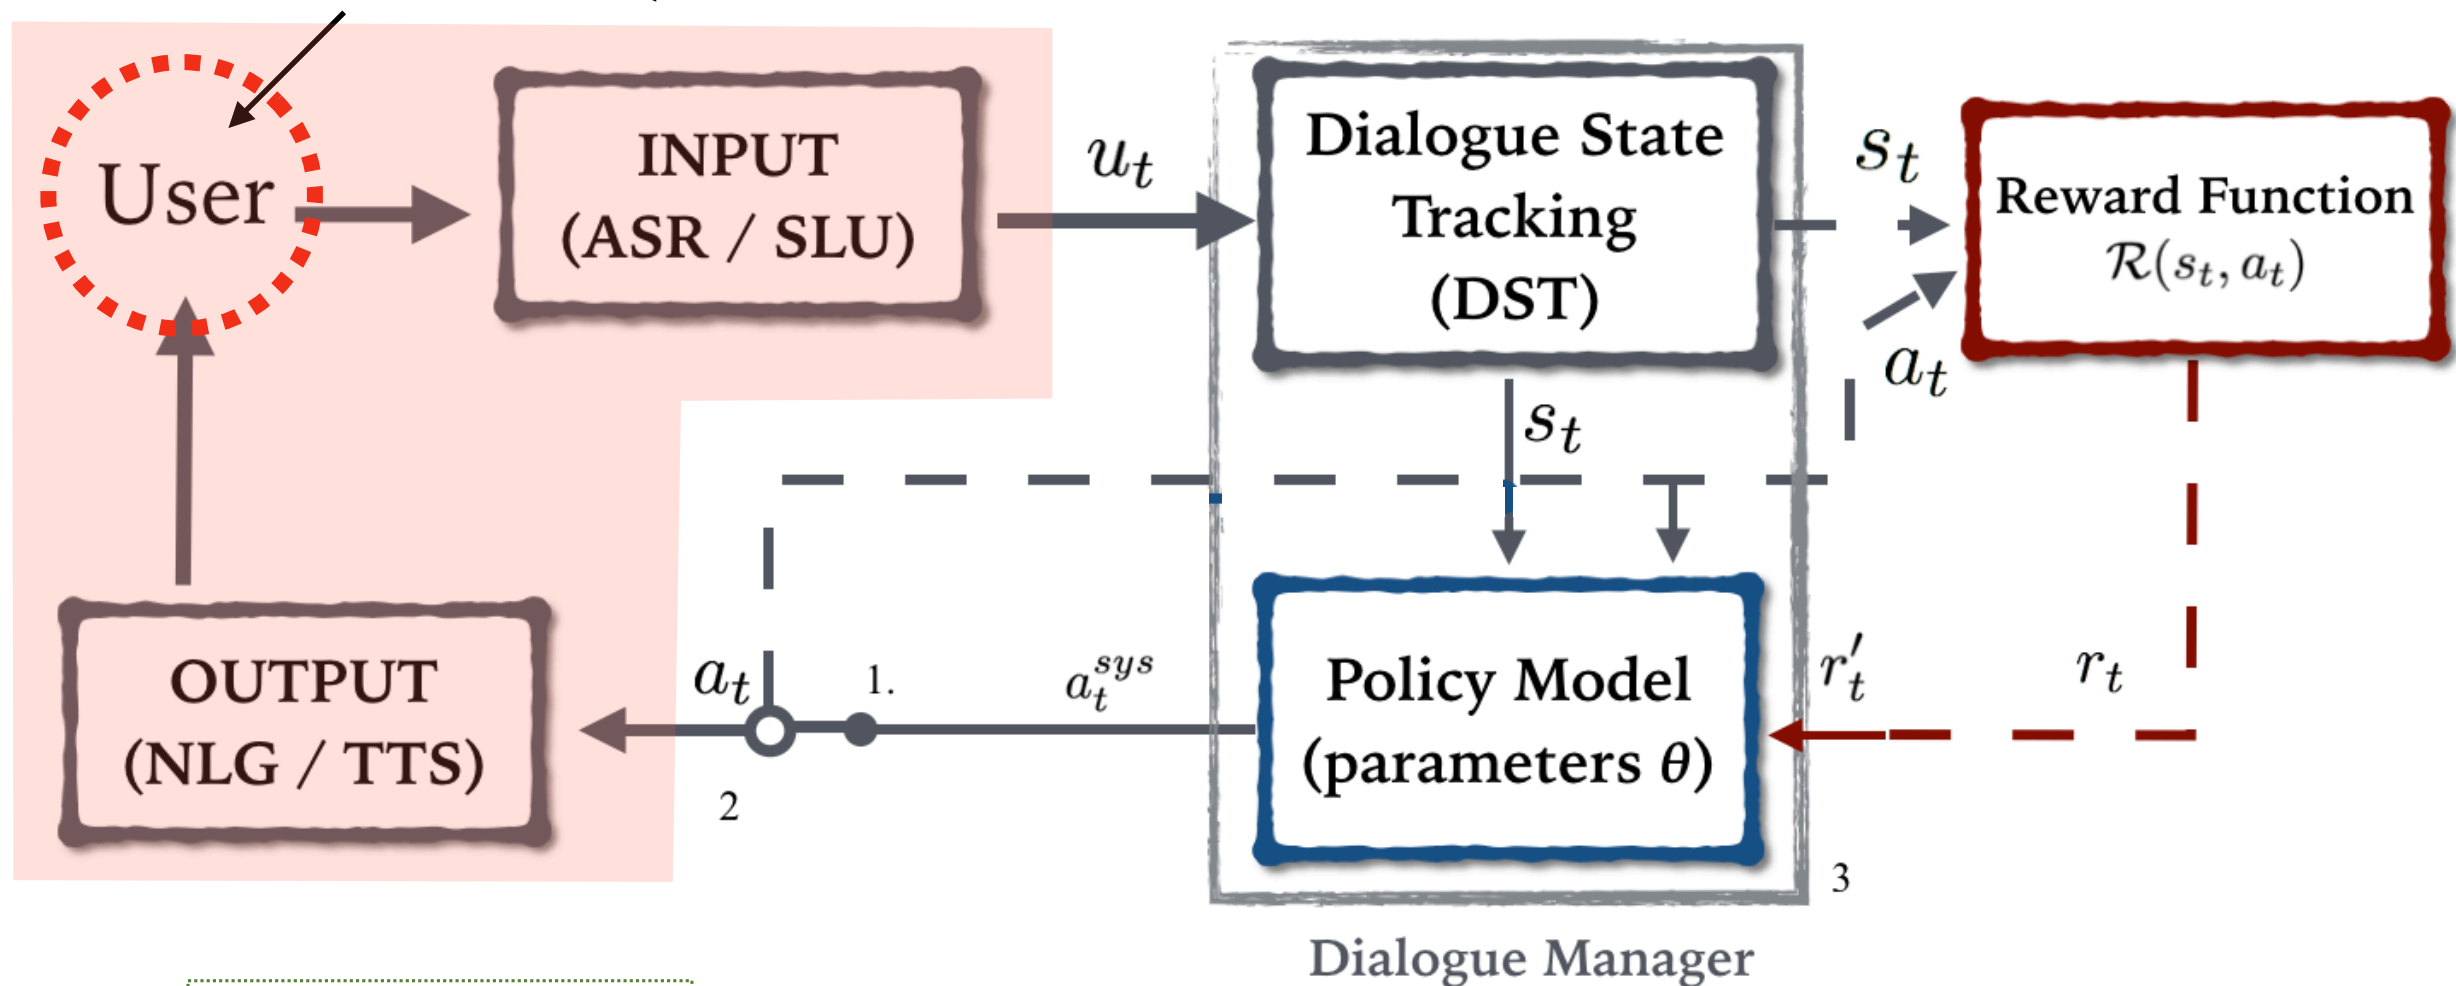 User
INPUT
(ASR / SLU)
u_t
Dialogue State
Tracking
(DST)
s_t
Reward Function
R(s_t, a_t)
a_t
s_t
OUTPUT
(NLG / TTS)
a_t
1.
a_t^{sys}
2
Policy Model
(parameters θ)
r'_t
r_t
3
Dialogue Manager